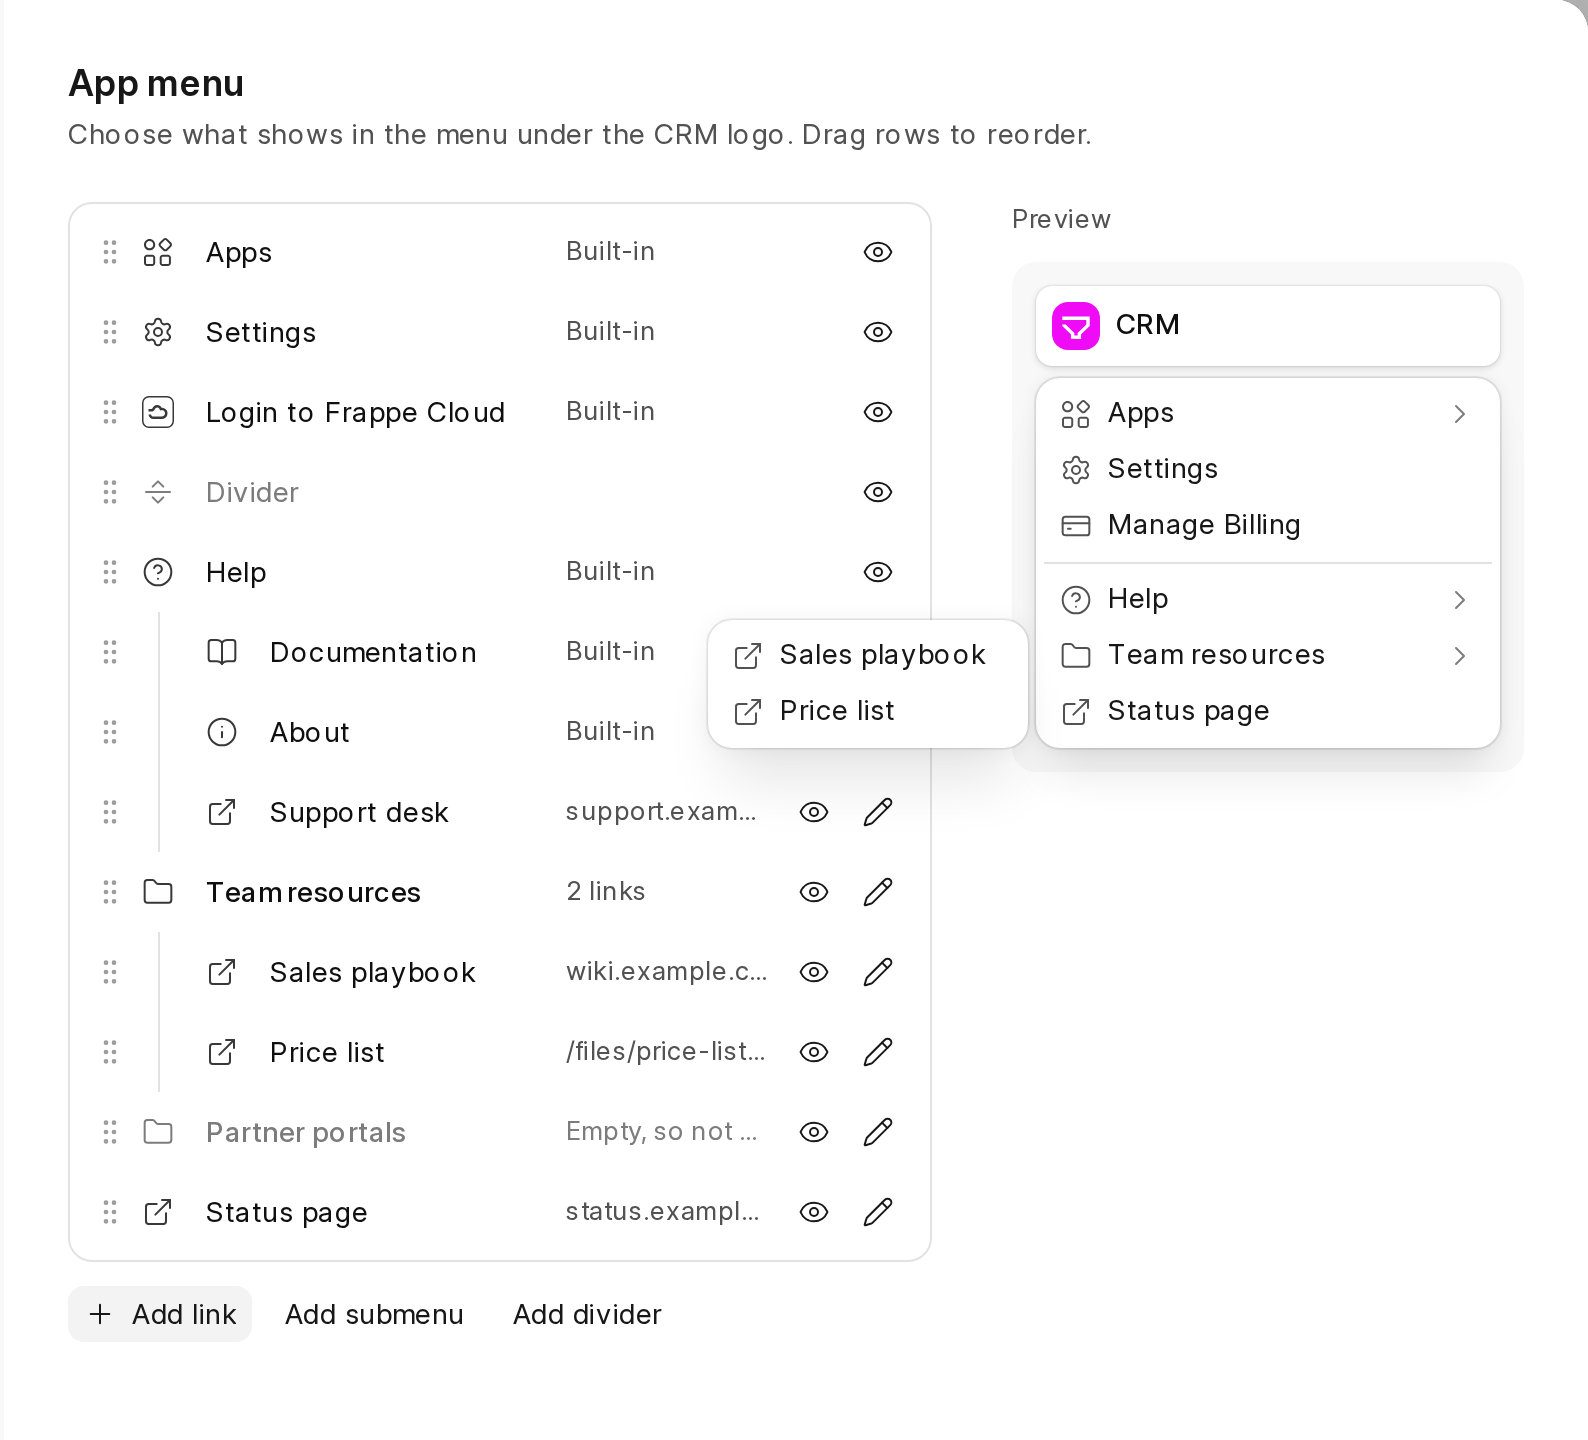 App menu
Choose what shows in the menu under the CRM logo. Drag rows to reorder.
Apps Built-in
Settings Built-in
Login to Frappe Cloud Built-in
Divider
Help Built-in
Documentation Built-in
About Built-in
Support desk support.exam...
Team resources 2 links
Sales playbook wiki.example.c...
Price list /files/price-list...
Partner portals Empty, so not ...
Status page status.exampl...
Add link Add submenu Add divider
Preview
CRM
Apps
Settings
Manage Billing
Help
Team resources
Status page
Sales playbook
Price list